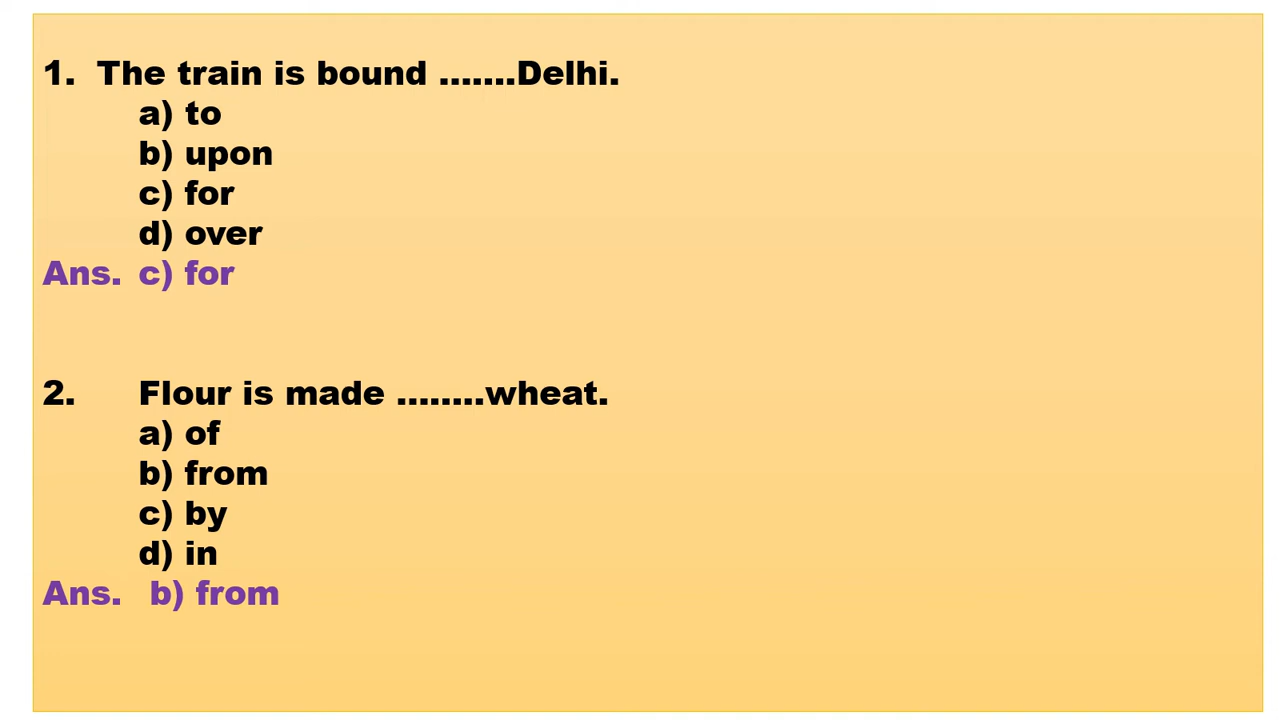 1. The train is bound .......Delhi.
a) to
b) upon
c) for
d) over
Ans. c) for
2. Flour is made ........wheat.
a) of
b) from
c) by
d) in
Ans. b) from